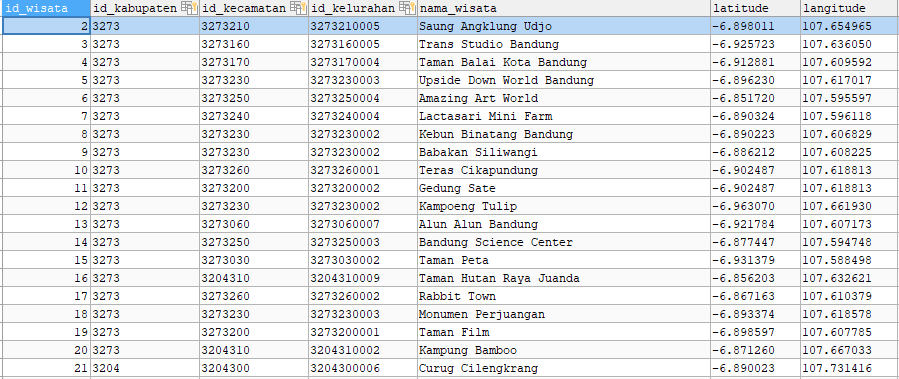 id_wisata id_kabupaten id_kecamatan id_kelurahan nama_wisata latitude langitude
2 3273 3273210 3273210005 Saung Angklung Udjo -6.898011 107.654965
3 3273 3273160 3273160005 Trans Studio Bandung -6.925723 107.636050
4 3273 3273170 3273170004 Taman Balai Kota Bandung -6.912881 107.609592
5 3273 3273230 3273230003 Upside Down World Bandung -6.896230 107.617017
6 3273 3273250 3273250004 Amazing Art World -6.851720 107.595597
7 3273 3273240 3273240004 Lactasari Mini Farm -6.890324 107.596118
8 3273 3273230 3273230002 Kebun Binatang Bandung -6.890223 107.606829
9 3273 3273230 3273230002 Babakan Siliwangi -6.886212 107.608225
10 3273 3273260 3273260001 Teras Cikapundung -6.902487 107.618813
11 3273 3273200 3273200002 Gedung Sate -6.902487 107.618813
12 3273 3273230 3273230002 Kampoeng Tulip -6.963070 107.661930
13 3273 3273060 3273060007 Alun Alun Bandung -6.921784 107.607173
14 3273 3273250 3273250003 Bandung Science Center -6.877447 107.594748
15 3273 3273030 3273030002 Taman Peta -6.931379 107.588498
16 3273 3204310 3204310009 Taman Hutan Raya Juanda -6.856203 107.632621
17 3273 3273260 3273260002 Rabbit Town -6.867163 107.610379
18 3273 3273230 3273230003 Monumen Perjuangan -6.893374 107.618578
19 3273 3273200 3273200001 Taman Film -6.898597 107.607785
20 3273 3204310 3204310002 Kampung Bamboo -6.871260 107.667033
21 3204 3204300 3204300006 Curug Cilengkrang -6.890023 107.731416